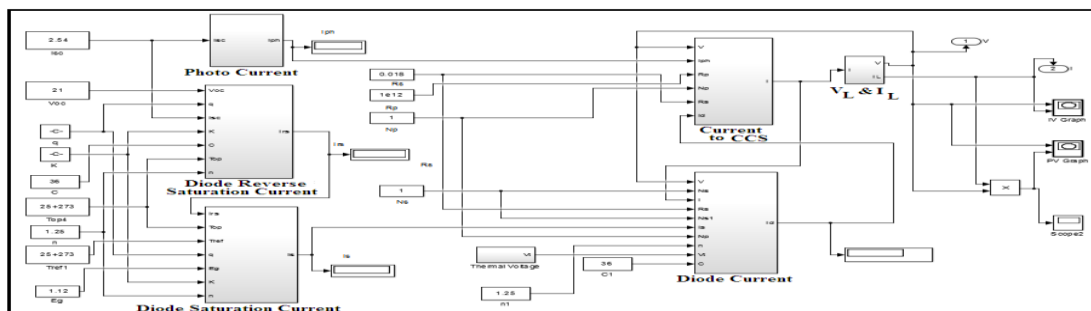 2.54
Isc
Isc
Iph
Photo Current
Iph
21
Voc
-C-
q
-C-
K
36
C
25+273
Top4
1.25
n
25+273
Tref1
1.12
Eg
Voc
q
Isc
K
C
Top
n
Irs
Diode Reverse
Saturation Current
Irs
Irs
Top
Tref
q
Eg
K
n
Is
Diode Saturation Current
Is
0.018
Rs
1e12
Rp
1
Np
Rs
1
Ns
Vt
Thermal Voltage
1.25
n1
36
C1
V
Iph
Rp
Np
Rs
Id
I
Current
to CCS
V
Ns
I
Rs
Ns1
Is
Np
n
Vt
C
Id
Diode Current
I
V
IL
VL & IL
1
V
2
I
IV Graph
PV Graph
X
Scope2